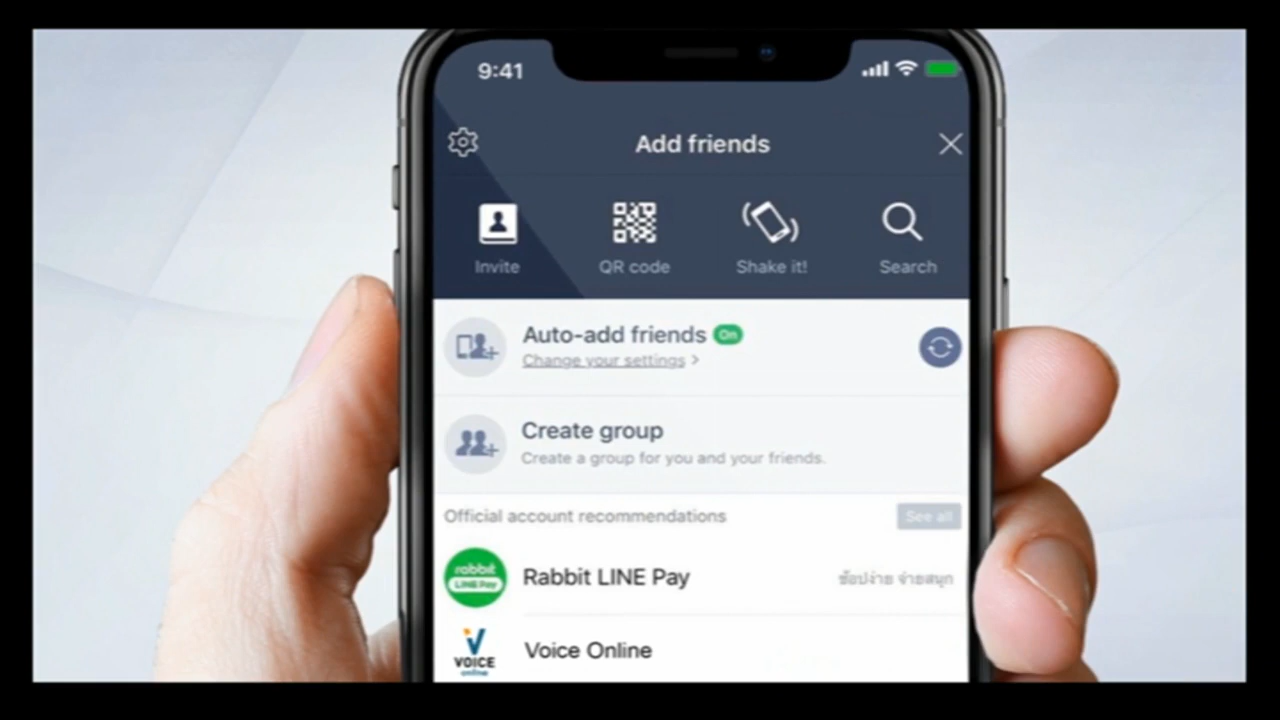 9:41
Add friends
Invite
QR code
Shake it!
Search
Auto-add friends On
Change your settings >
Create group
Create a group for you and your friends.
Official account recommendations
See all
rabbit
LINE Pay
Rabbit LINE Pay
ช้อปง่าย จ่ายสนุก
VOICE
online
Voice Online